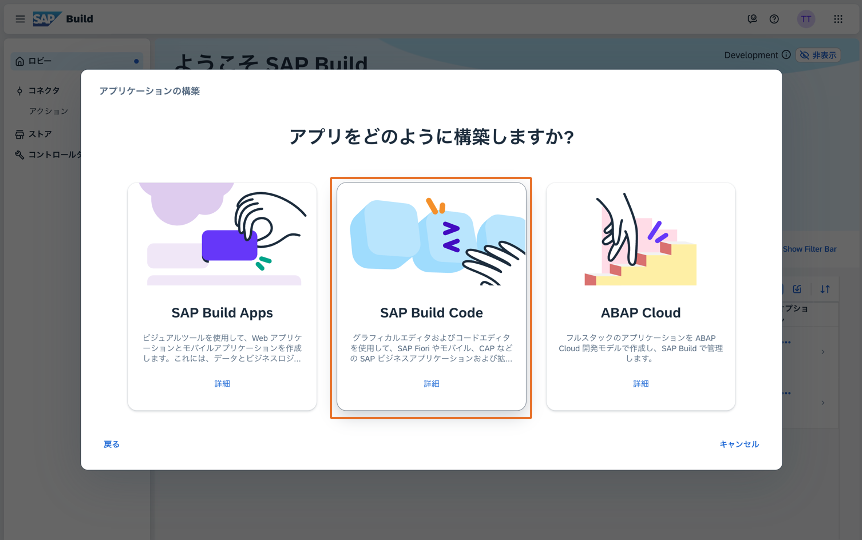 SAP Build
TT
ロビー
ようこそ SAP Build
Development
非表示
コネクタ
アクション
ストア
コントロール
アプリケーションの構築
アプリをどのように構築しますか?
SAP Build Apps
ビジュアルツールを使用して、Web アプリケ
ーションとモバイルアプリケーションを作成
します。これには、データとビジネスロジ...
詳細
SAP Build Code
グラフィカルエディタおよびコードエディタ
を使用して、SAP Fiori やモバイル、CAP など
の SAP ビジネスアプリケーションおよび拡...
詳細
ABAP Cloud
フルスタックのアプリケーションを ABAP
Cloud 開発モデルで作成し、SAP Build で管理
します。
詳細
Show Filter Bar
プショ
戻る
キャンセル